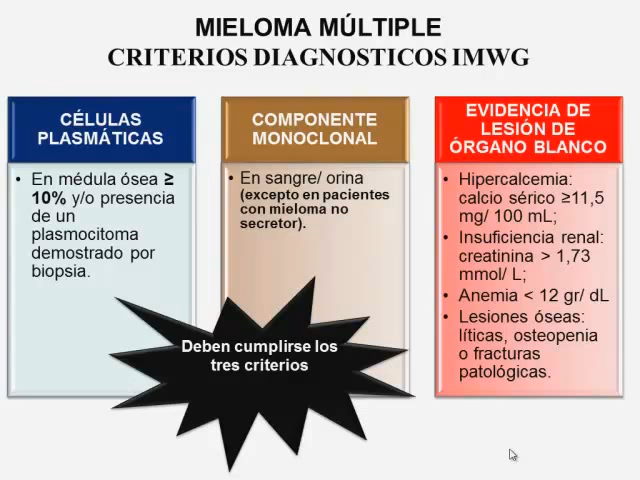 MIELOMA MÚLTIPLE
CRITERIOS DIAGNOSTICOS IMWG
CÉLULAS
PLASMÁTICAS
• En médula ósea ≥
10% y/o presencia
de un
plasmocitoma
demostrado por
biopsia.
COMPONENTE
MONOCLONAL
• En sangre/ orina
(excepto en pacientes
con mieloma no
secretor).
EVIDENCIA DE
LESIÓN DE
ÓRGANO BLANCO
• Hipercalcemia:
calcio sérico ≥11,5
mg/ 100 mL;
• Insuficiencia renal:
creatinina > 1,73
mmol/ L;
• Anemia < 12 gr/ dL
• Lesiones óseas:
líticas, osteopenia
o fracturas
patológicas.
Deben cumplirse los
tres criterios